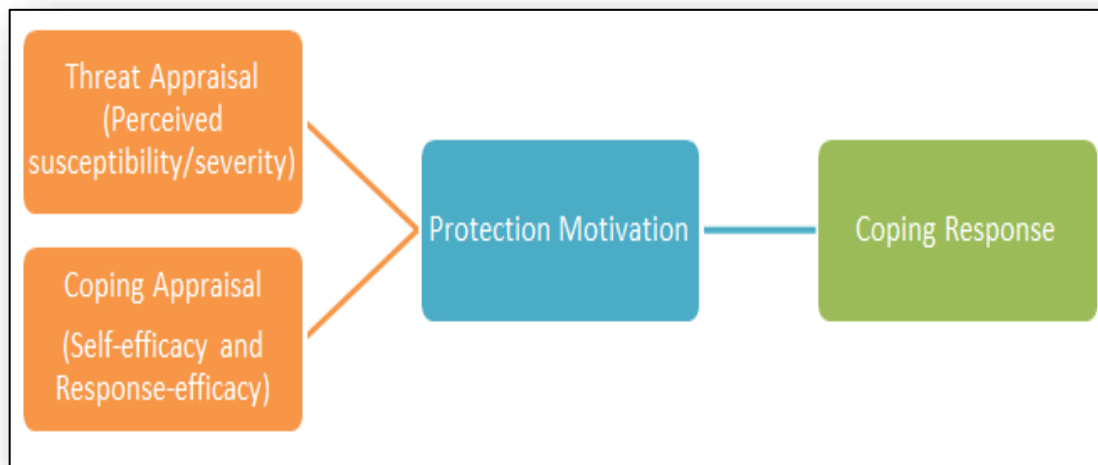 Threat Appraisal
(Perceived
susceptibility/severity)
Coping Appraisal
(Self-efficacy and
Response-efficacy)
Protection Motivation
Coping Response